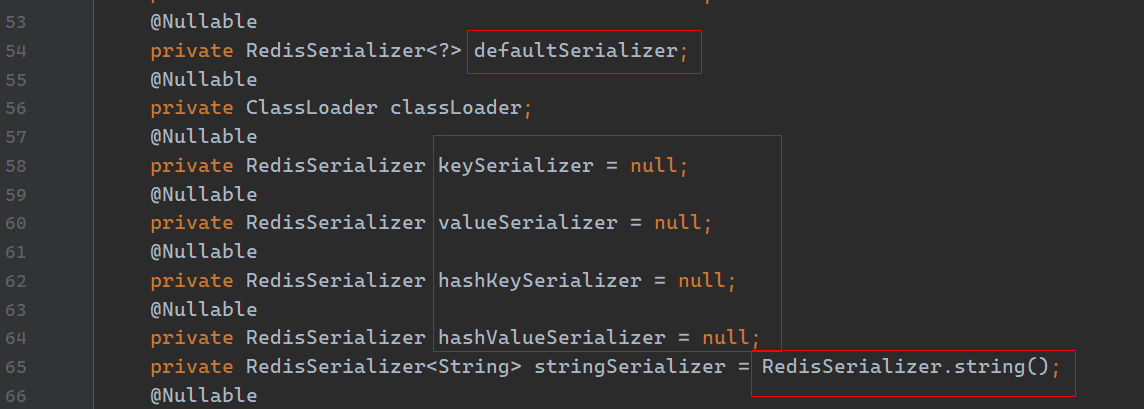 53 @Nullable
54 private RedisSerializer<?> defaultSerializer;
55 @Nullable
56 private ClassLoader classLoader;
57 @Nullable
58 private RedisSerializer keySerializer = null;
59 @Nullable
60 private RedisSerializer valueSerializer = null;
61 @Nullable
62 private RedisSerializer hashKeySerializer = null;
63 @Nullable
64 private RedisSerializer hashValueSerializer = null;
65 private RedisSerializer<String> stringSerializer = RedisSerializer.string();
66 @Nullable